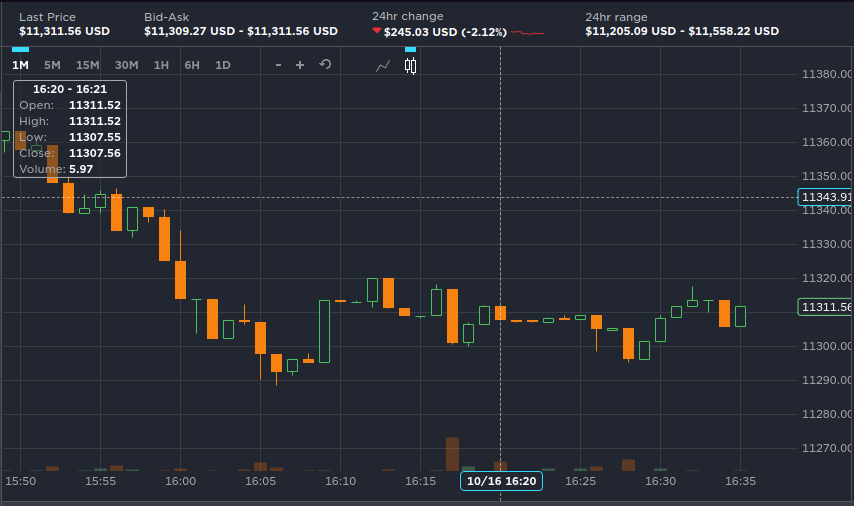 Last Price Bid-Ask 24hr change 24hr range
$11,311.56 USD $11,309.27 USD - $11,311.56 USD $245.03 USD (-2.12%) $11,205.09 USD - $11,558.22 USD
1M 5M 15M 30M 1H 6H 1D - +
16:20 - 16:21
Open: 11311.52
High: 11311.52
Low: 11307.55
Close: 11307.56
Volume: 5.97
11380.00
11370.00
11360.00
11350.00
11343.91
11340.00
11330.00
11320.00
11311.56
11300.00
11290.00
11280.00
11270.00
15:50 15:55 16:00 16:05 16:10 16:15 10/16 16:20 16:25 16:30 16:35